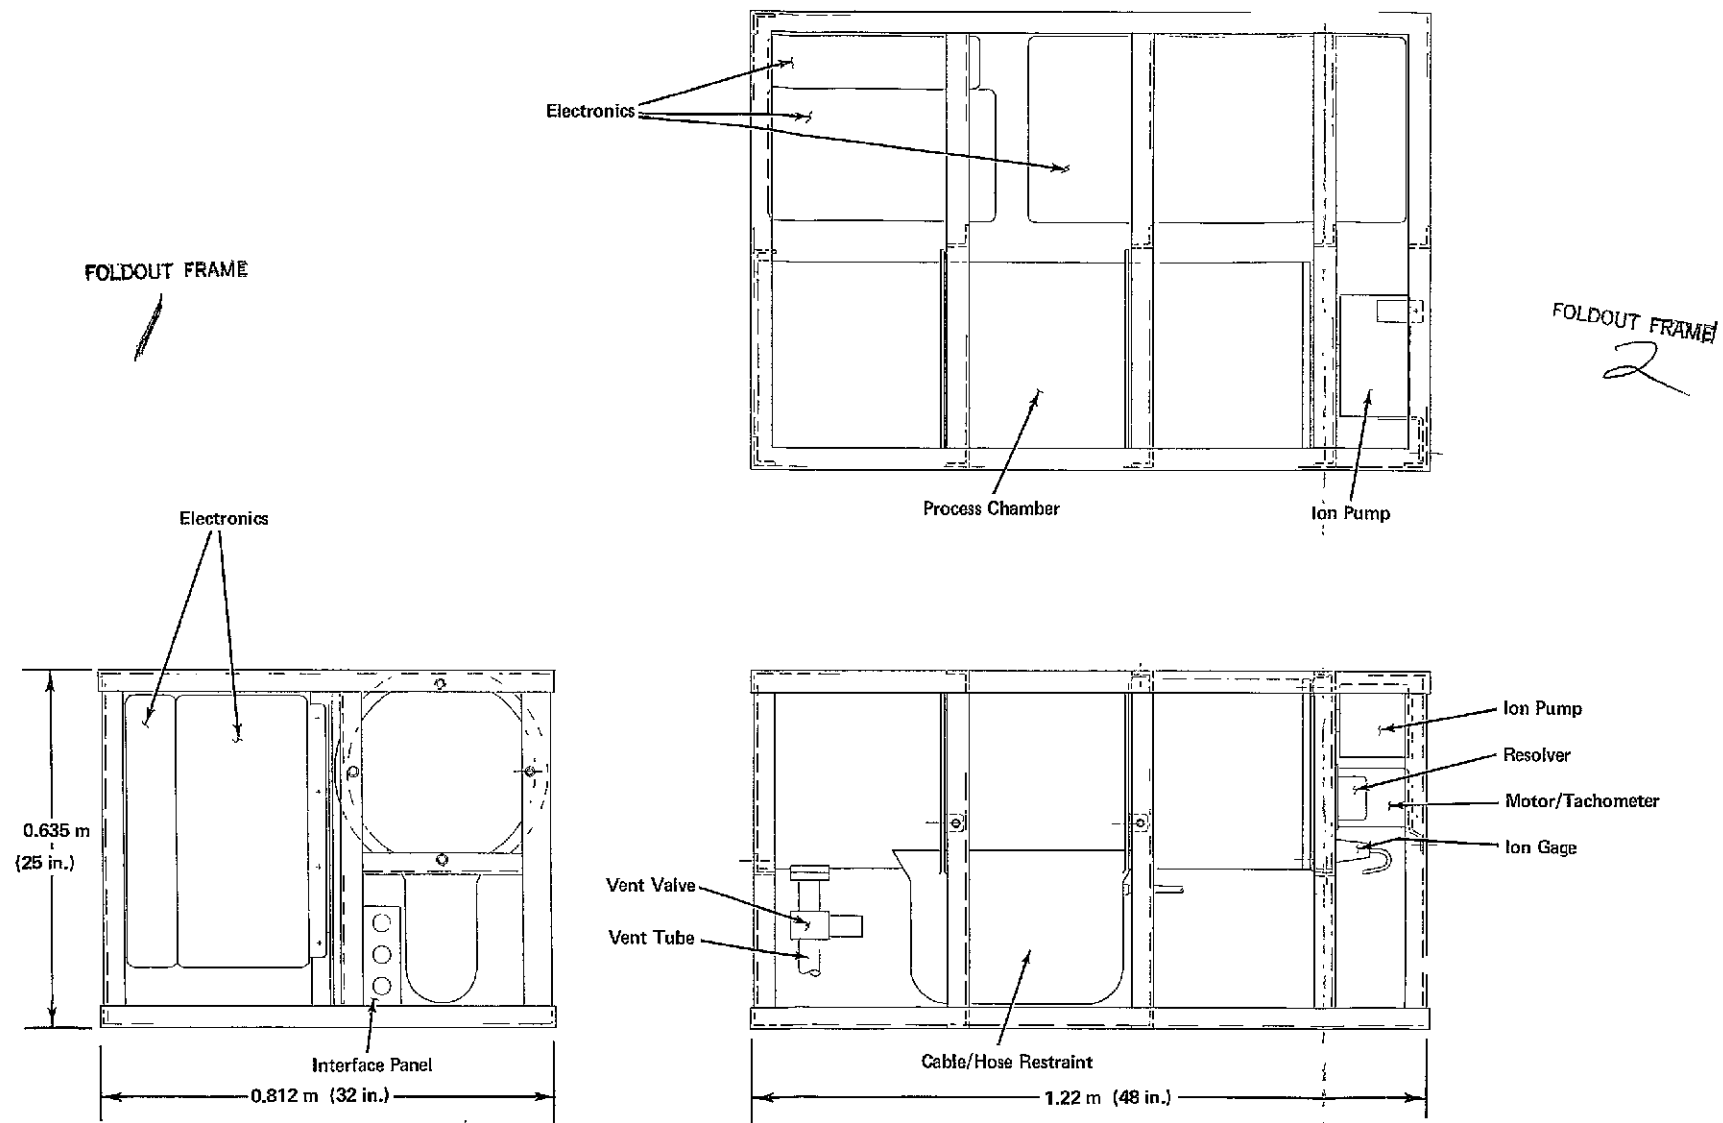 Electronics
FOLDOUT FRAME
1
FOLDOUT FRAME
2
Process Chamber
Ion Pump
Electronics
Ion Pump
Resolver
Motor/Tachometer
Ion Gage
0.635 m
(25 in.)
Vent Valve
Vent Tube
Interface Panel
Cable/Hose Restraint
0.812 m (32 in.)
1.22 m (48 in.)